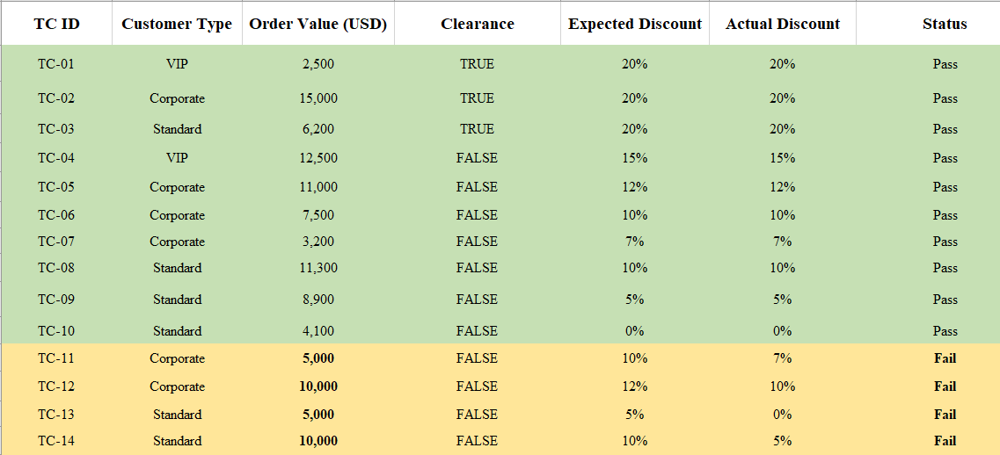 TC ID Customer Type Order Value (USD) Clearance Expected Discount Actual Discount Status
TC-01 VIP 2,500 TRUE 20% 20% Pass
TC-02 Corporate 15,000 TRUE 20% 20% Pass
TC-03 Standard 6,200 TRUE 20% 20% Pass
TC-04 VIP 12,500 FALSE 15% 15% Pass
TC-05 Corporate 11,000 FALSE 12% 12% Pass
TC-06 Corporate 7,500 FALSE 10% 10% Pass
TC-07 Corporate 3,200 FALSE 7% 7% Pass
TC-08 Standard 11,300 FALSE 10% 10% Pass
TC-09 Standard 8,900 FALSE 5% 5% Pass
TC-10 Standard 4,100 FALSE 0% 0% Pass
TC-11 Corporate 5,000 FALSE 10% 7% Fail
TC-12 Corporate 10,000 FALSE 12% 10% Fail
TC-13 Standard 5,000 FALSE 5% 0% Fail
TC-14 Standard 10,000 FALSE 10% 5% Fail